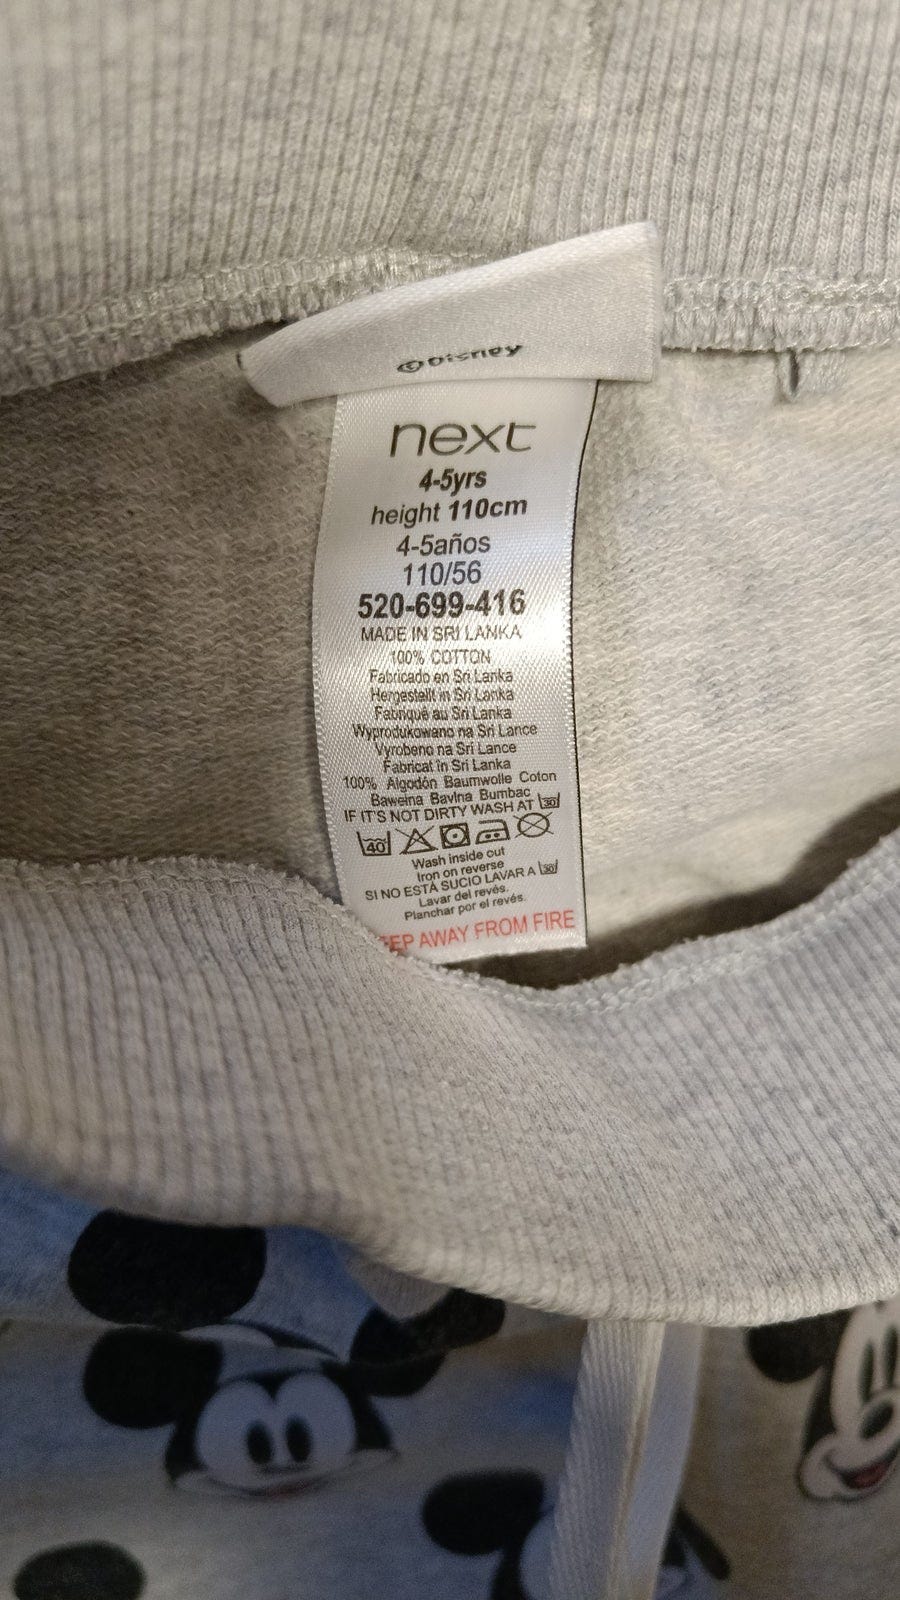 ©Disney
next
4-5yrs
height 110cm
4-5años
110/56
520-699-416
MADE IN SRI LANKA
100% COTTON
Fabricado en Sri Lanka
Hergestellt in Sri Lanka
Fabriqué au Sri Lanka
Wyprodukowano na Sri Lance
Vyrobeno na Sri Lance
Fabricat în Sri Lanka
100% Algodón Baumwolle Coton
Bawełna Bavlna Bumbac
IF IT'S NOT DIRTY WASH AT 30
40
Wash inside out
Iron on reverse
SI NO ESTÁ SUCIO LAVAR A 30
Lavar del revés.
Planchar por el revés.
EEP AWAY FROM FIRE